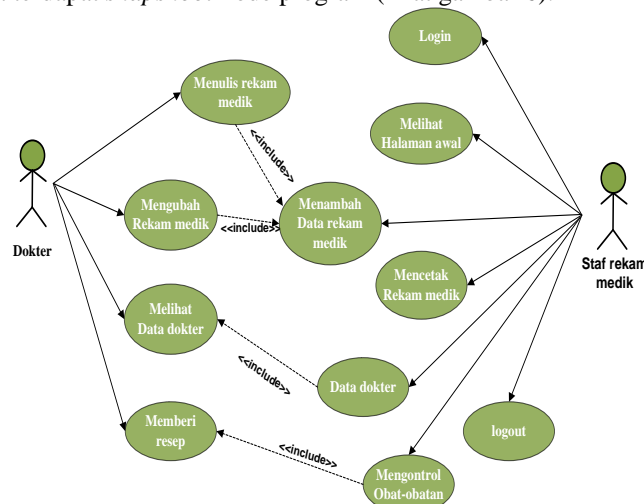 Login
Menulis rekam
medik
<<include>>
Melihat
Halaman awal
Dokter
Mengubah
Rekam medik
<<include>>
Menambah
Data rekam
medik
Staf rekam
medik
Mencetak
Rekam medik
Melihat
Data dokter
<<include>>
Data dokter
Memberi
resep
<<include>>
logout
Mengontrol
Obat-obatan